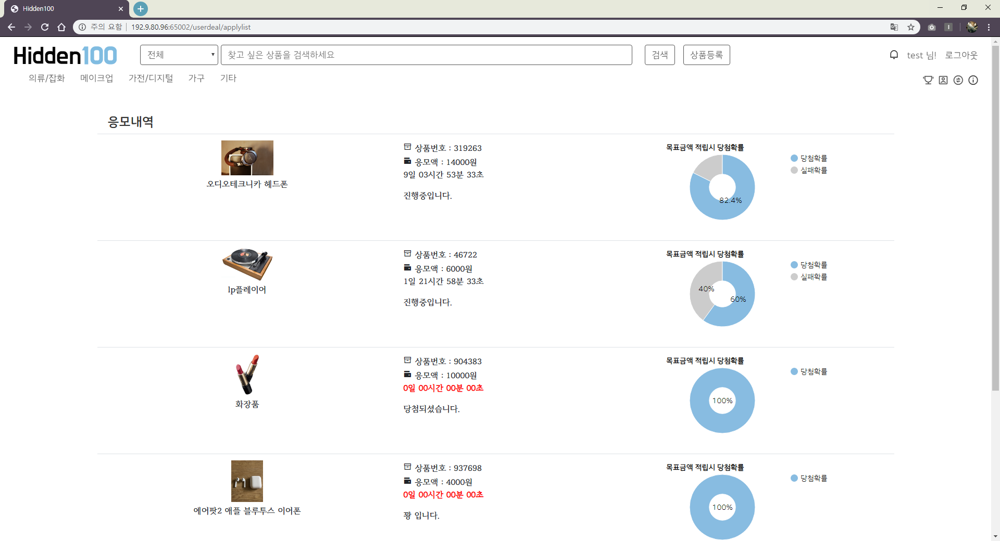 Hidden100
주의 요함
192.9.80.96:65002/userdeal/applylist
Hidden100
전체
찾고 싶은 상품을 검색하세요
검색
상품등록
test 님!
로그아웃
의류/잡화
메이크업
가전/디지털
가구
기타
응모내역
오디오테크니카 헤드폰
상품번호 : 319263
응모액 : 14000원
9일 03시간 53분 33초
진행중입니다.
목표금액 적립시 당첨확률
82.4%
당첨확률
실패확률
lp플레이어
상품번호 : 46722
응모액 : 6000원
1일 21시간 58분 33초
진행중입니다.
목표금액 적립시 당첨확률
40%
60%
당첨확률
실패확률
화장품
상품번호 : 904383
응모액 : 10000원
0일 00시간 00분 00초
당첨되셨습니다.
목표금액 적립시 당첨확률
100%
당첨확률
에어팟2 애플 블루투스 이어폰
상품번호 : 937698
응모액 : 4000원
0일 00시간 00분 00초
꽝 입니다.
목표금액 적립시 당첨확률
100%
당첨확률